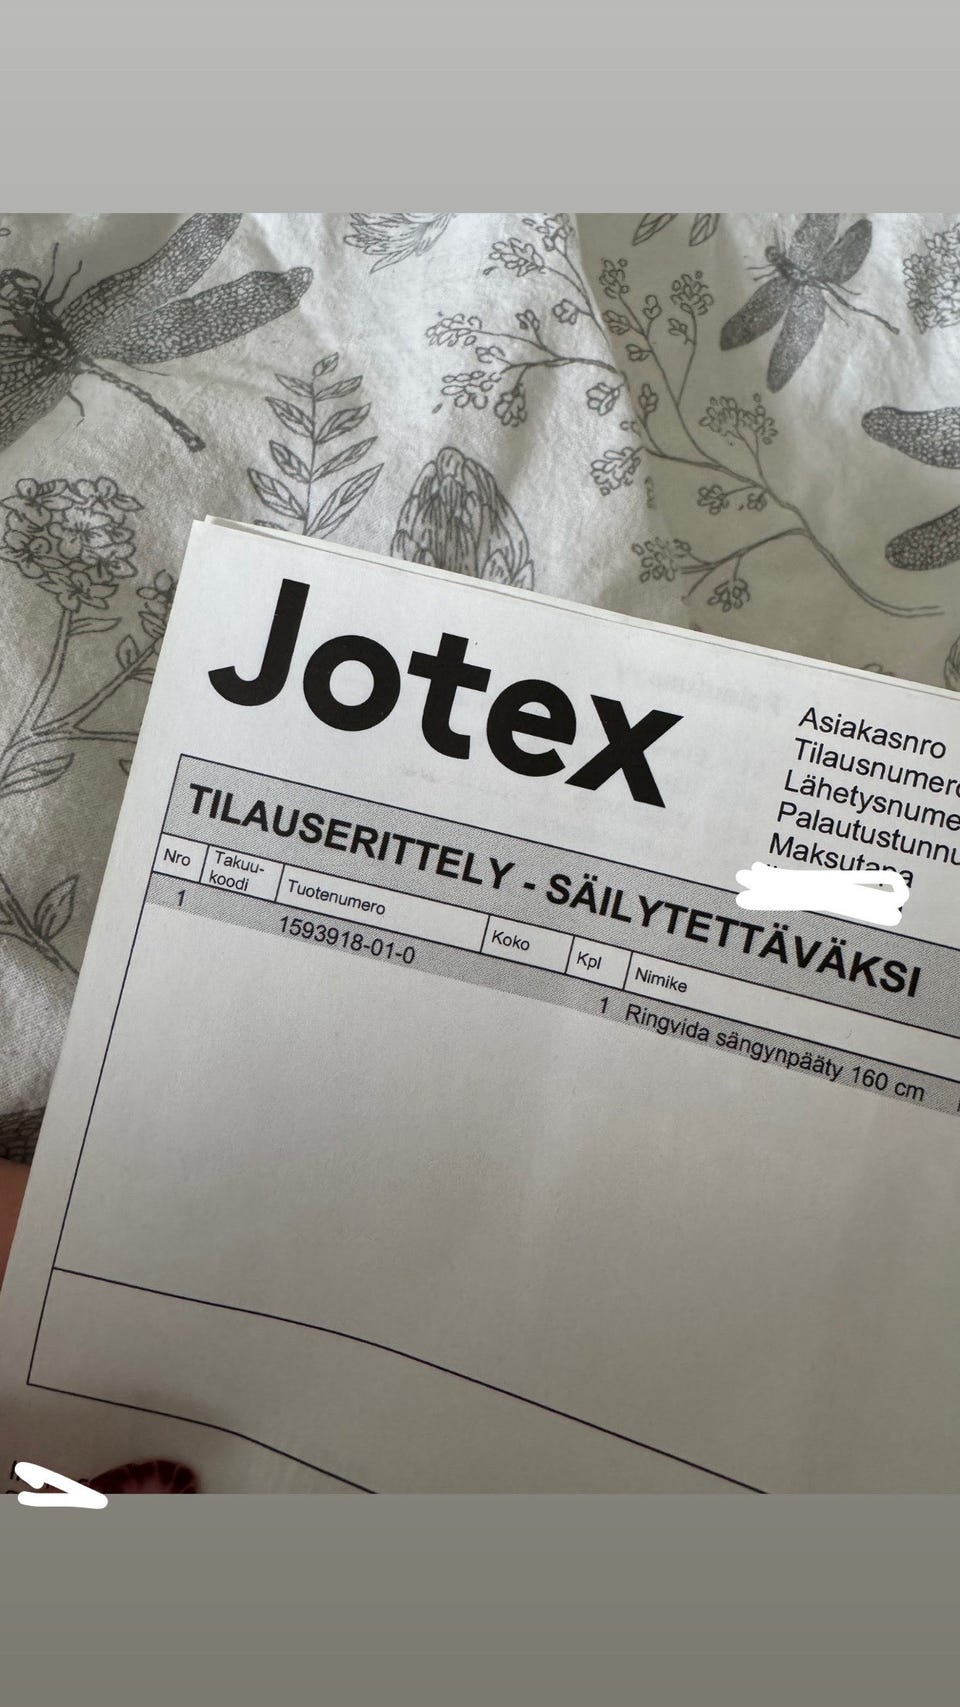 Jotex
Asiakasnro
Tilausnumero
Lähetysnume
Palautustunnu
Maksutapa
TILAUSERITTELY - SÄILYTETTÄVÄKSI
Nro Takuu-koodi Tuotenumero Koko Kpl Nimike
1 1593918-01-0 1 Ringvida sängynpääty 160 cm